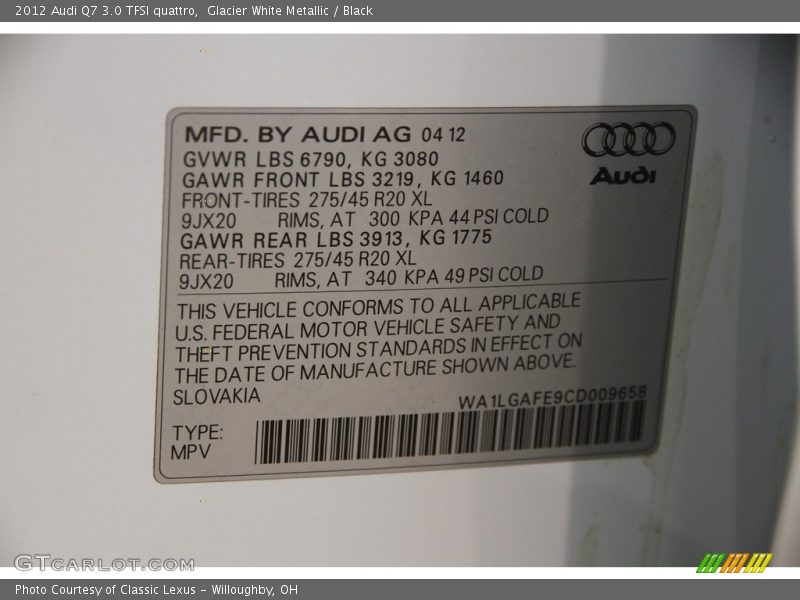 2012 Audi Q7 3.0 TFSI quattro,  Glacier White Metallic / Black
MFD. BY AUDI AG 04 12
GVWR LBS 6790, KG 3080
GAWR FRONT LBS 3219, KG 1460
FRONT-TIRES 275/45 R20 XL
9JX20 RIMS, AT 300 KPA 44 PSI COLD
GAWR REAR LBS 3913, KG 1775
REAR-TIRES 275/45 R20 XL
9JX20 RIMS, AT 340 KPA 49 PSI COLD
Audi
THIS VEHICLE CONFORMS TO ALL APPLICABLE
U.S. FEDERAL MOTOR VEHICLE SAFETY AND
THEFT PREVENTION STANDARDS IN EFFECT ON
THE DATE OF MANUFACTURE SHOWN ABOVE.
SLOVAKIA
WA1LGAFE9CD009658
TYPE:
MPV
GTCARLOT.COM
Photo Courtesy of Classic Lexus - Willoughby, OH